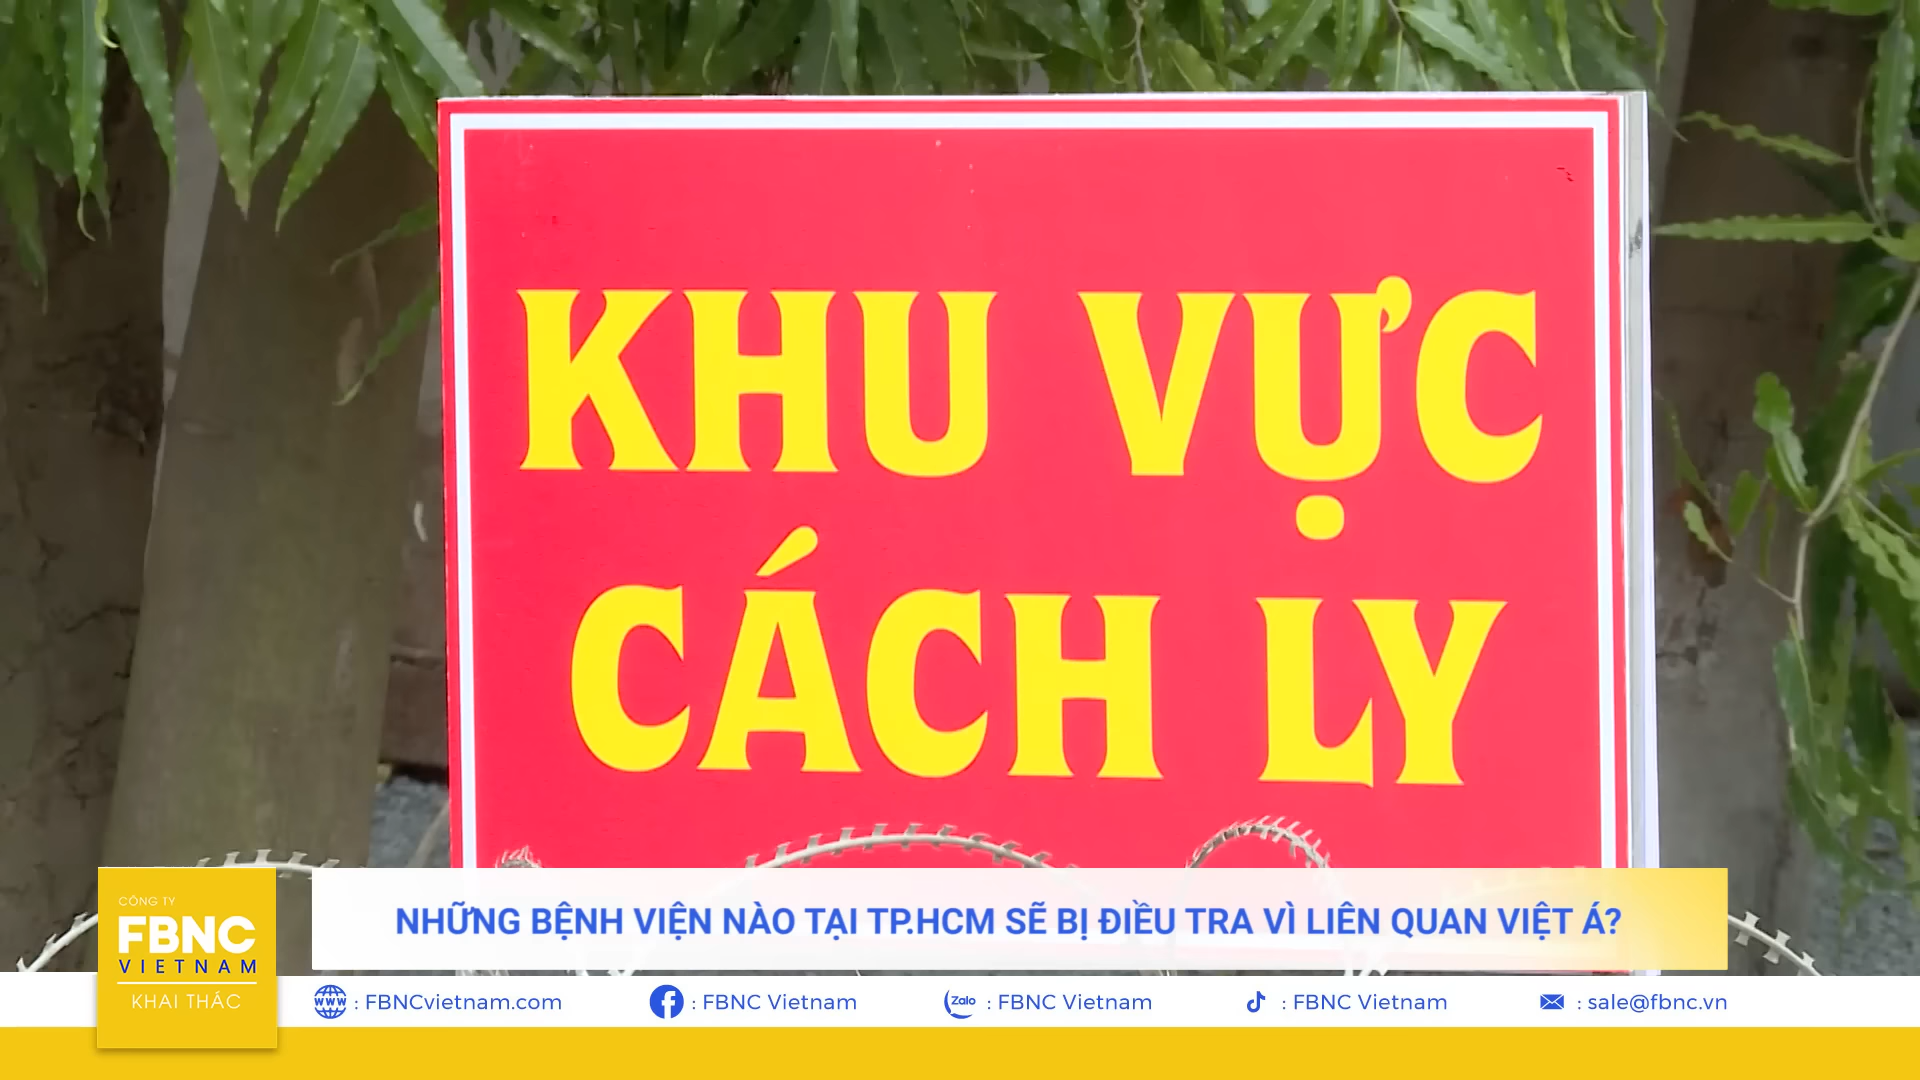 KHU VỰC
CÁCH LY
NHỮNG BỆNH VIỆN NÀO TẠI TP.HCM SẼ BỊ ĐIỀU TRA VÌ LIÊN QUAN VIỆT Á?
CÔNG TY
FBNC
VIETNAM
KHAI THÁC
www : FBNCvietnam.com
: FBNC Vietnam
Zalo : FBNC Vietnam
: FBNC Vietnam
: sale@fbnc.vn